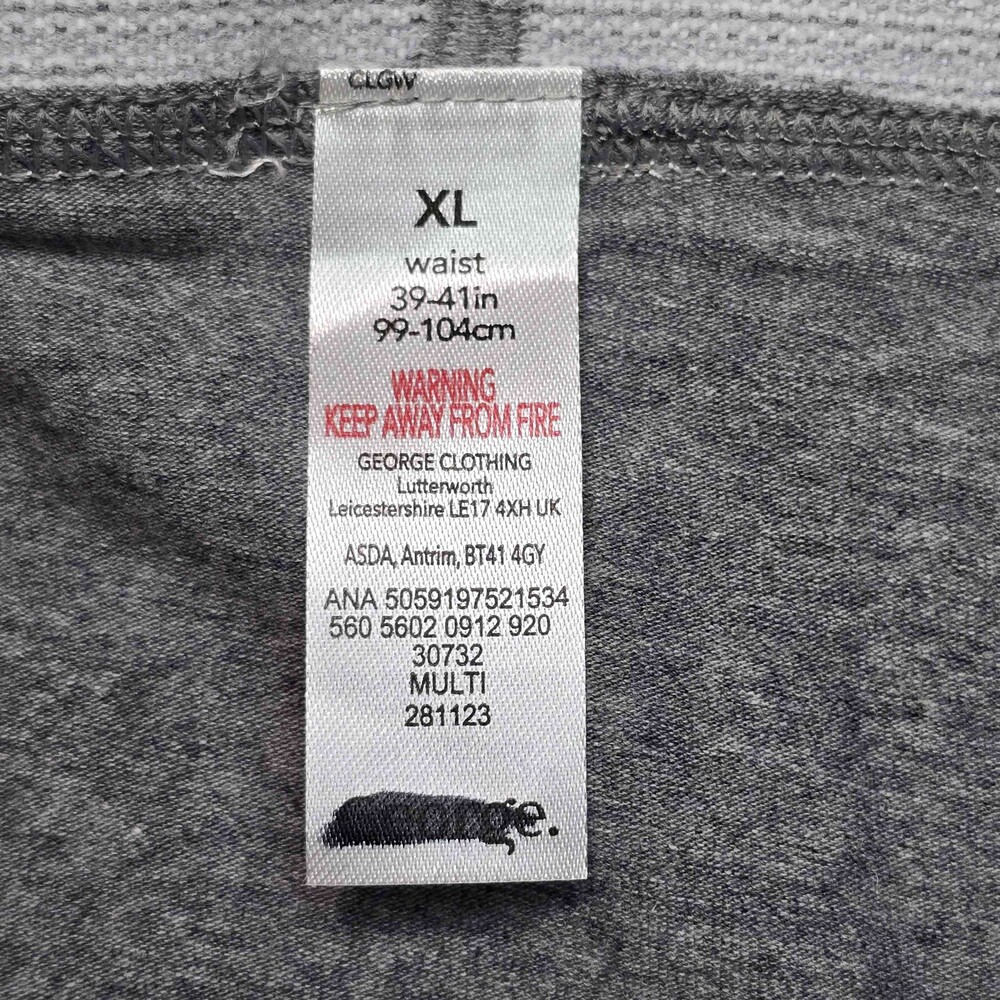 CLGW
XL
waist
39-41in
99-104cm
WARNING
KEEP AWAY FROM FIRE
GEORGE CLOTHING
Lutterworth
Leicestershire LE17 4XH UK
ASDA, Antrim, BT41 4GY
ANA 5059197521534
560 5602 0912 920
30732
MULTI
281123